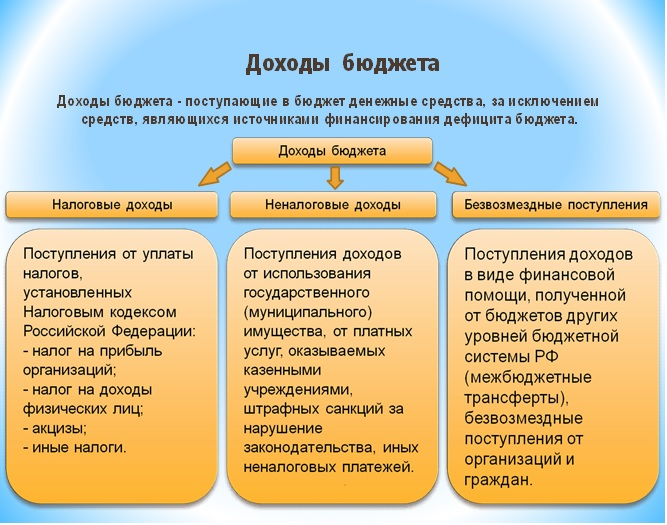 Доходы бюджета
Доходы бюджета - поступающие в бюджет денежные средства, за исключением
средств, являющихся источниками финансирования дефицита бюджета.
Доходы бюджета
Налоговые доходы
Неналоговые доходы
Безвозмездные поступления
Поступления от уплаты
налогов,
установленных
Налоговым кодексом
Российской Федерации:
- налог на прибыль
организаций;
- налог на доходы
физических лиц;
- акцизы;
- иные налоги.
Поступления доходов
от использования
государственного
(муниципального)
имущества, от платных
услуг, оказываемых
казенными
учреждениями,
штрафных санкций за
нарушение
законодательства, иных
неналоговых платежей.
Поступления доходов
в виде финансовой
помощи, полученной
от бюджетов других
уровней бюджетной
системы РФ
(межбюджетные
трансферты),
безвозмездные
поступления от
организаций и
граждан.